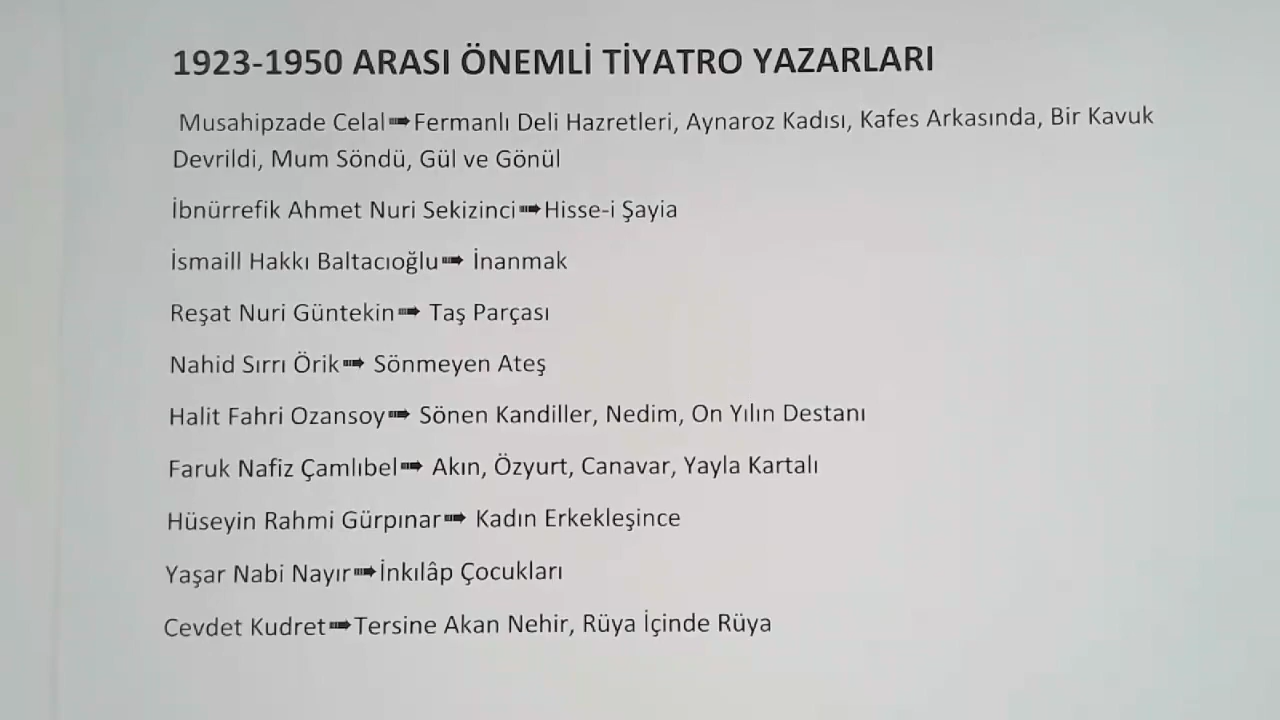 1923-1950 ARASI ÖNEMLİ TİYATRO YAZARLARI
Musahipzade Celal➠Fermanlı Deli Hazretleri, Aynaroz Kadısı, Kafes Arkasında, Bir Kavuk
Devrildi, Mum Söndü, Gül ve Gönül
İbnürrefik Ahmet Nuri Sekizinci➠Hisse-i Şayia
İsmaill Hakkı Baltacıoğlu➠ İnanmak
Reşat Nuri Güntekin➠ Taş Parçası
Nahid Sırrı Örik➠ Sönmeyen Ateş
Halit Fahri Ozansoy➠ Sönen Kandiller, Nedim, On Yılın Destanı
Faruk Nafiz Çamlıbel➠ Akın, Özyurt, Canavar, Yayla Kartalı
Hüseyin Rahmi Gürpınar➠ Kadın Erkekleşince
Yaşar Nabi Nayır➠İnkılâp Çocukları
Cevdet Kudret➠Tersine Akan Nehir, Rüya İçinde Rüya